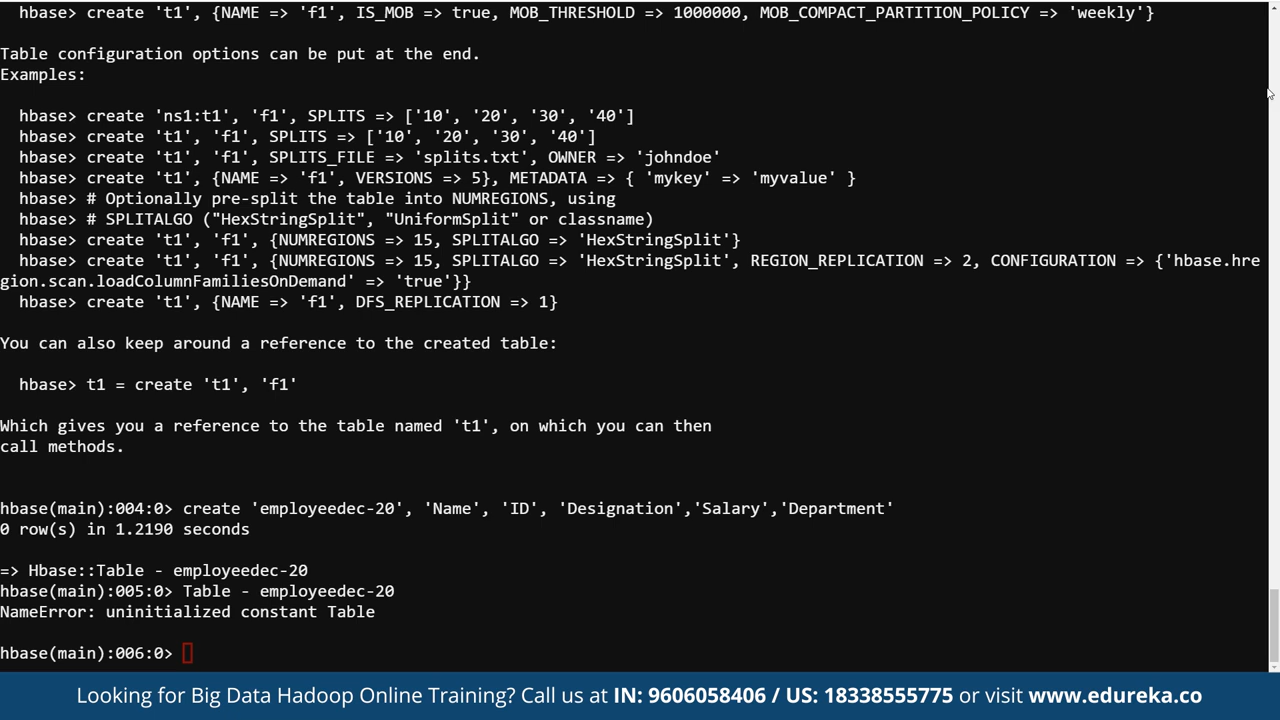 hbase> create 't1', {NAME => 'f1', IS_MOB => true, MOB_THRESHOLD => 1000000, MOB_COMPACT_PARTITION_POLICY => 'weekly'}
Table configuration options can be put at the end.
Examples:
hbase> create 'ns1:t1', 'f1', SPLITS => ['10', '20', '30', '40']
hbase> create 't1', 'f1', SPLITS => ['10', '20', '30', '40']
hbase> create 't1', 'f1', SPLITS_FILE => 'splits.txt', OWNER => 'johndoe'
hbase> create 't1', {NAME => 'f1', VERSIONS => 5}, METADATA => { 'mykey' => 'myvalue' }
hbase> # Optionally pre-split the table into NUMREGIONS, using
hbase> # SPLITALGO ("HexStringSplit", "UniformSplit" or classname)
hbase> create 't1', 'f1', {NUMREGIONS => 15, SPLITALGO => 'HexStringSplit'}
hbase> create 't1', 'f1', {NUMREGIONS => 15, SPLITALGO => 'HexStringSplit', REGION_REPLICATION => 2, CONFIGURATION => {'hbase.hre
gion.scan.loadColumnFamiliesOnDemand' => 'true'}}
hbase> create 't1', {NAME => 'f1', DFS_REPLICATION => 1}
You can also keep around a reference to the created table:
hbase> t1 = create 't1', 'f1'
Which gives you a reference to the table named 't1', on which you can then
call methods.
hbase(main):004:0> create 'employeedec-20', 'Name', 'ID', 'Designation','Salary','Department'
0 row(s) in 1.2190 seconds
=> Hbase::Table - employeedec-20
hbase(main):005:0> Table - employeedec-20
NameError: uninitialized constant Table
hbase(main):006:0>
Looking for Big Data Hadoop Online Training? Call us at IN: 9606058406 / US: 18338555775 or visit www.edureka.co